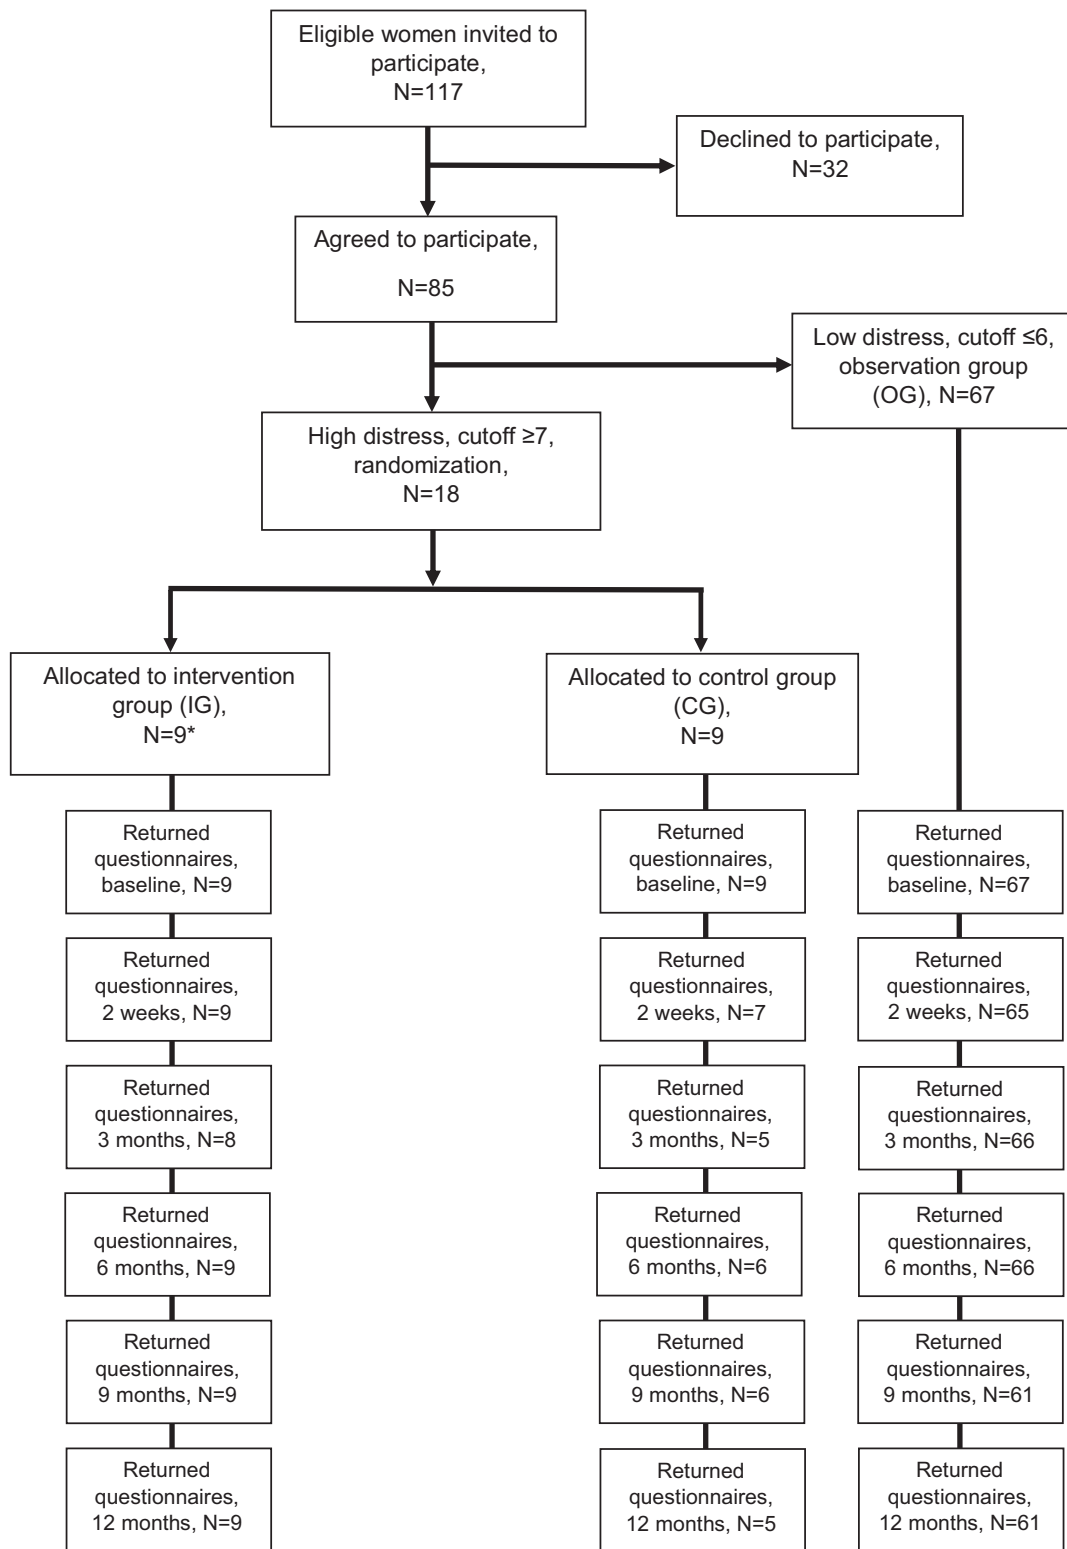 Eligible women invited to
participate,
N=117
Declined to participate,
N=32
Agreed to participate,
N=85
Low distress, cutoff ≤6,
observation group
(OG), N=67
High distress, cutoff ≥7,
randomization,
N=18
Allocated to intervention
group (IG),
N=9*
Allocated to control group
(CG),
N=9
Returned
questionnaires,
baseline, N=9
Returned
questionnaires,
baseline, N=9
Returned
questionnaires,
baseline, N=67
Returned
questionnaires,
2 weeks, N=9
Returned
questionnaires,
2 weeks, N=7
Returned
questionnaires,
2 weeks, N=65
Returned
questionnaires,
3 months, N=8
Returned
questionnaires,
3 months, N=5
Returned
questionnaires,
3 months, N=66
Returned
questionnaires,
6 months, N=9
Returned
questionnaires,
6 months, N=6
Returned
questionnaires,
6 months, N=66
Returned
questionnaires,
9 months, N=9
Returned
questionnaires,
9 months, N=6
Returned
questionnaires,
9 months, N=61
Returned
questionnaires,
12 months, N=9
Returned
questionnaires,
12 months, N=5
Returned
questionnaires,
12 months, N=61